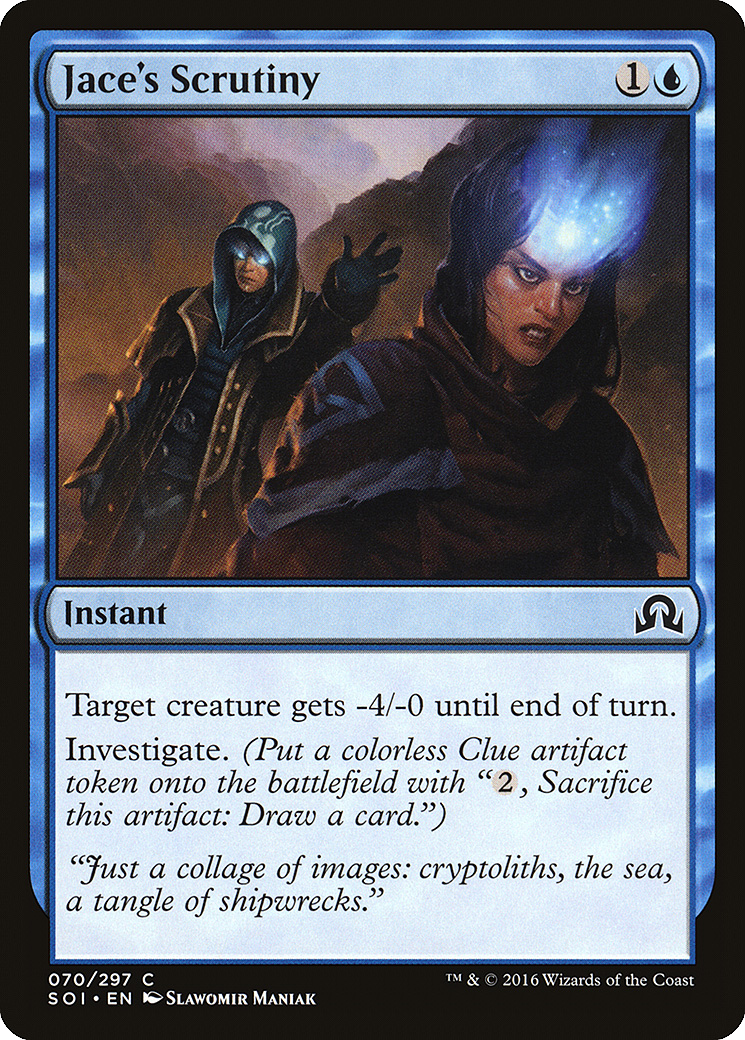 Jace's Scrutiny 1
Instant
Target creature gets -4/-0 until end of turn.
Investigate. (Put a colorless Clue artifact
token onto the battlefield with “2, Sacrifice
this artifact: Draw a card.”)
“Just a collage of images: cryptoliths, the sea,
a tangle of shipwrecks.”
070/297 C
SOI • EN Slawomir Maniak
™ & © 2016 Wizards of the Coast